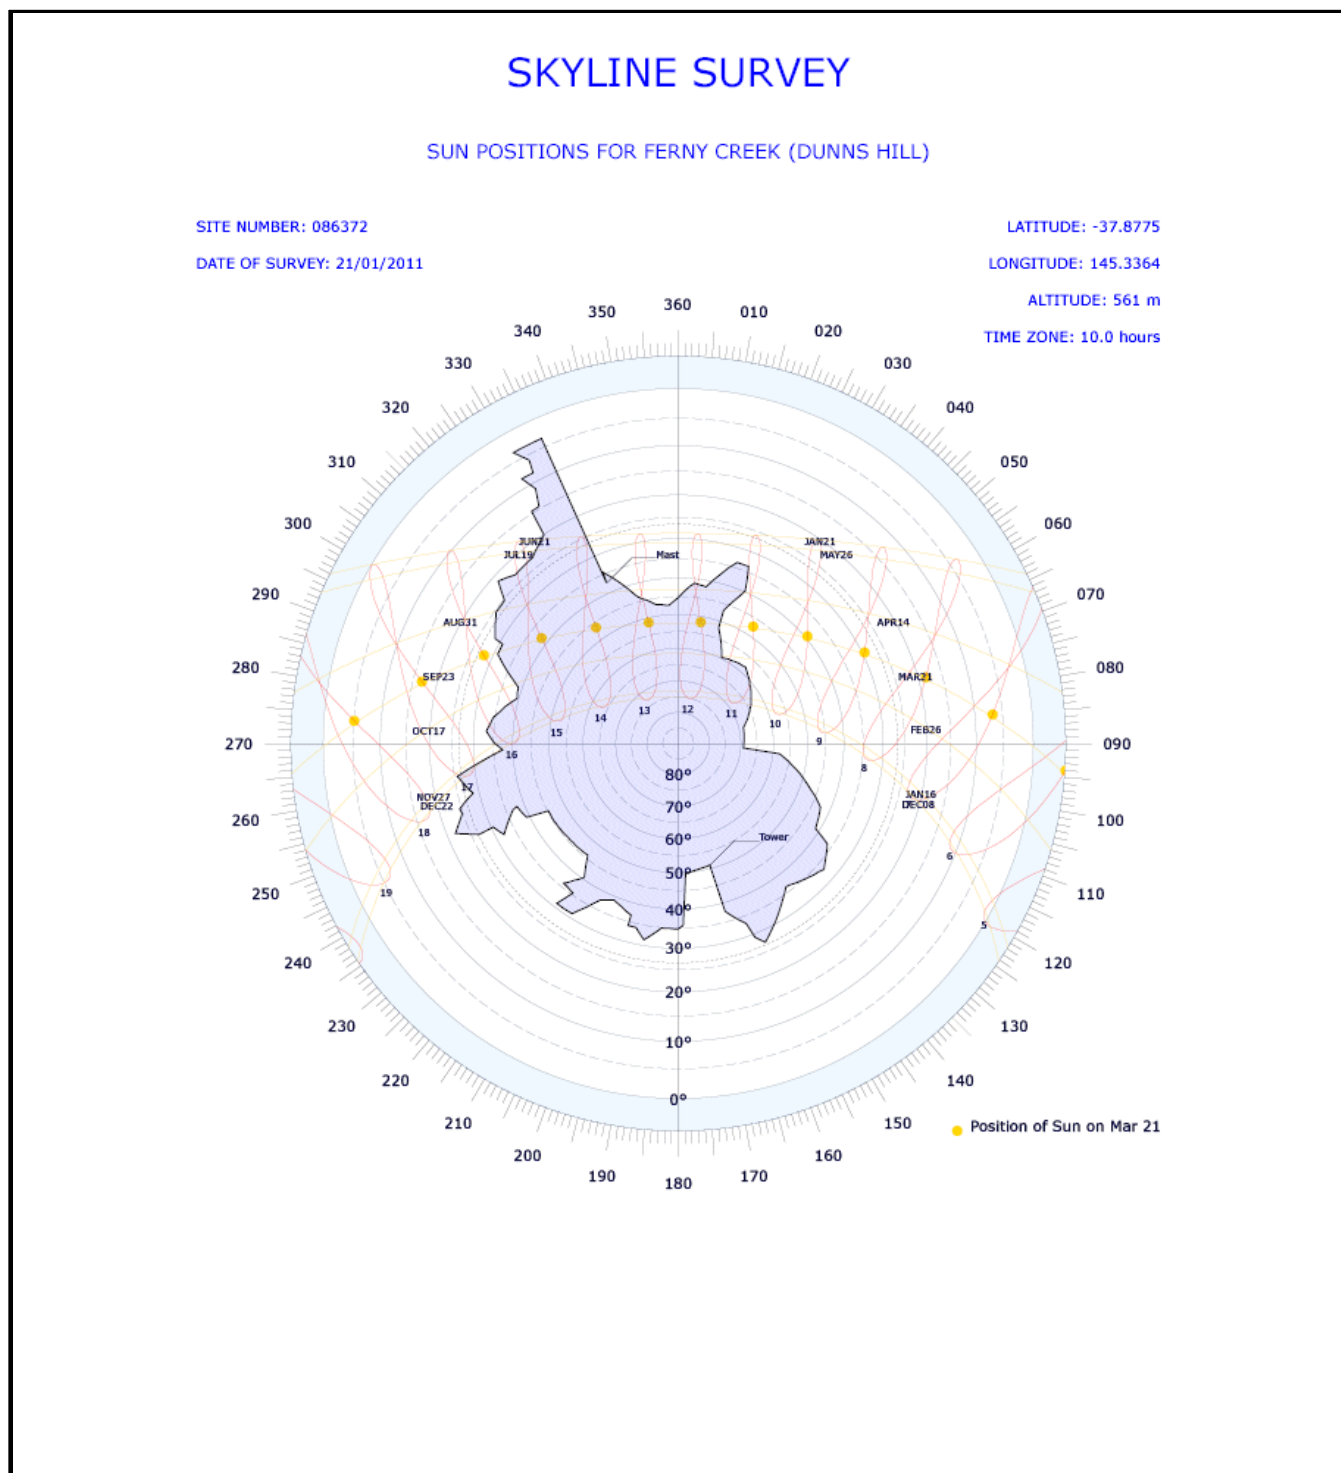 SKYLINE SURVEY
SUN POSITIONS FOR FERNY CREEK (DUNNS HILL)
SITE NUMBER: 086372
LATITUDE: -37.8775
DATE OF SURVEY: 21/01/2011
LONGITUDE: 145.3364
ALTITUDE: 561 m
TIME ZONE: 10.0 hours
360
350
010
340
020
330
030
320
040
310
050
300
060
JUN21
JAN21
JUL19
Mast
MAY26
290
070
AUG31
APR14
280
080
SEP23
MAR21
13
12
11
14
10
15
OCT17
FEB26
270
16
9
090
8
80°
17
NOV27
JAN16
DEC22
DEC08
70°
260
100
18
60°
Tower
6
50°
250
19
110
40°
5
30°
240
120
20°
230
130
10°
220
140
0°
210
150
Position of Sun on Mar 21
200
160
190
170
180